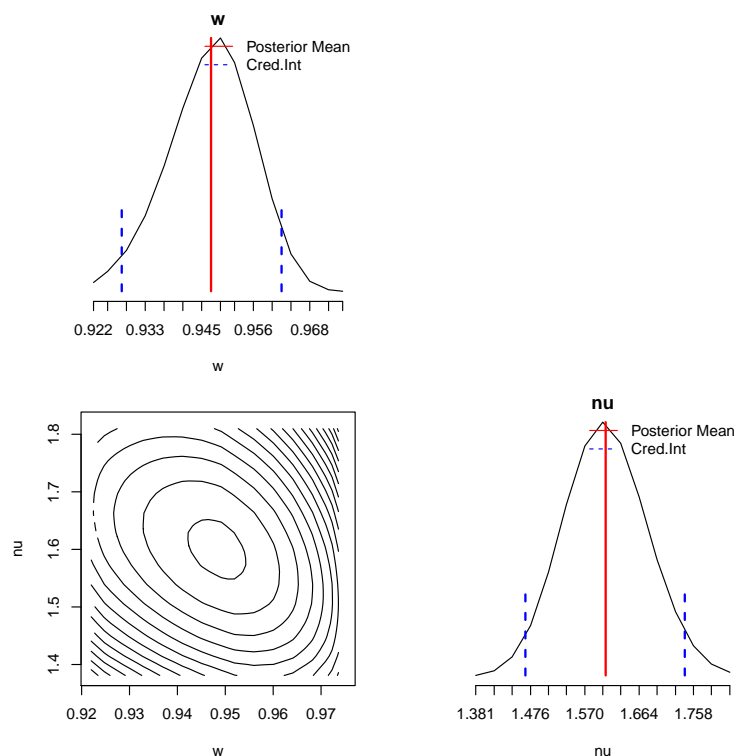 w
Posterior Mean
Cred.Int
0.922 0.933 0.945 0.956 0.968
w
nu
1.4 1.5 1.6 1.7 1.8
0.92 0.93 0.94 0.95 0.96 0.97
w
nu
Posterior Mean
Cred.Int
1.381 1.476 1.570 1.664 1.758
nu